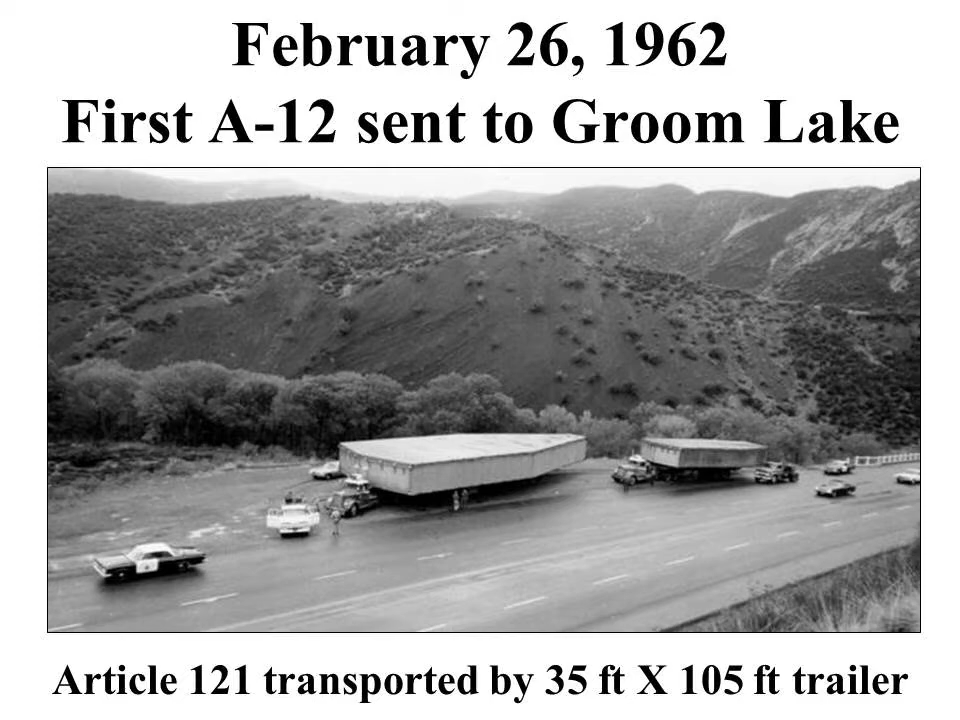 February 26, 1962
First A-12 sent to Groom Lake
Article 121 transported by 35 ft X 105 ft trailer